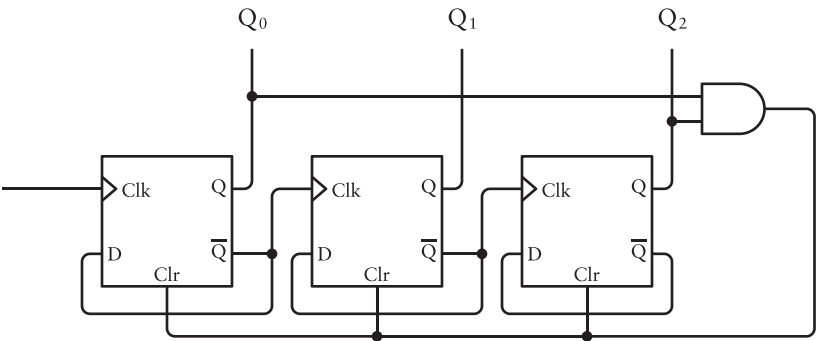 Q₀ Q₁ Q₂
Clk Q Clk Q Clk Q
D Q̅ D Q̅ D Q̅
Clr Clr Clr